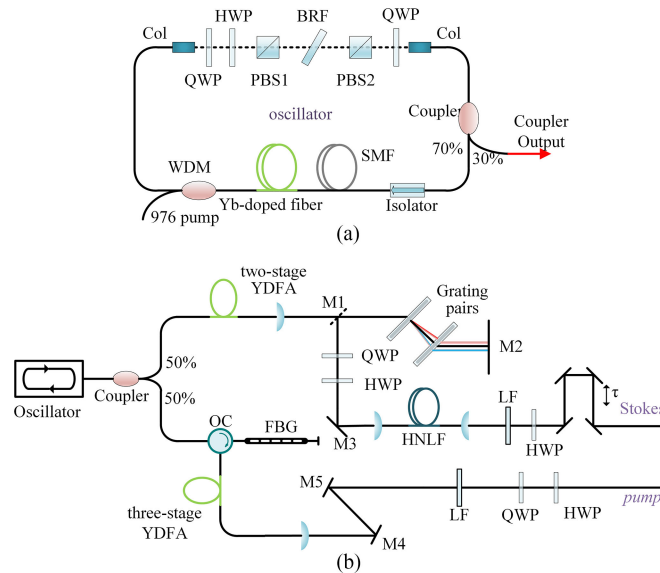 Col
QWP
HWP
PBS1
BRF
PBS2
QWP
Col
oscillator
Coupler
70%
30%
Coupler
Output
WDM
976 pump
Yb-doped fiber
SMF
Isolator
(a)
two-stage
YDFA
M1
Grating
pairs
M2
QWP
HWP
50%
50%
Oscillator
Coupler
OC
FBG
M3
HNLF
LF
HWP
τ
Stokes
three-stage
YDFA
M5
M4
LF
QWP
HWP
pump
(b)